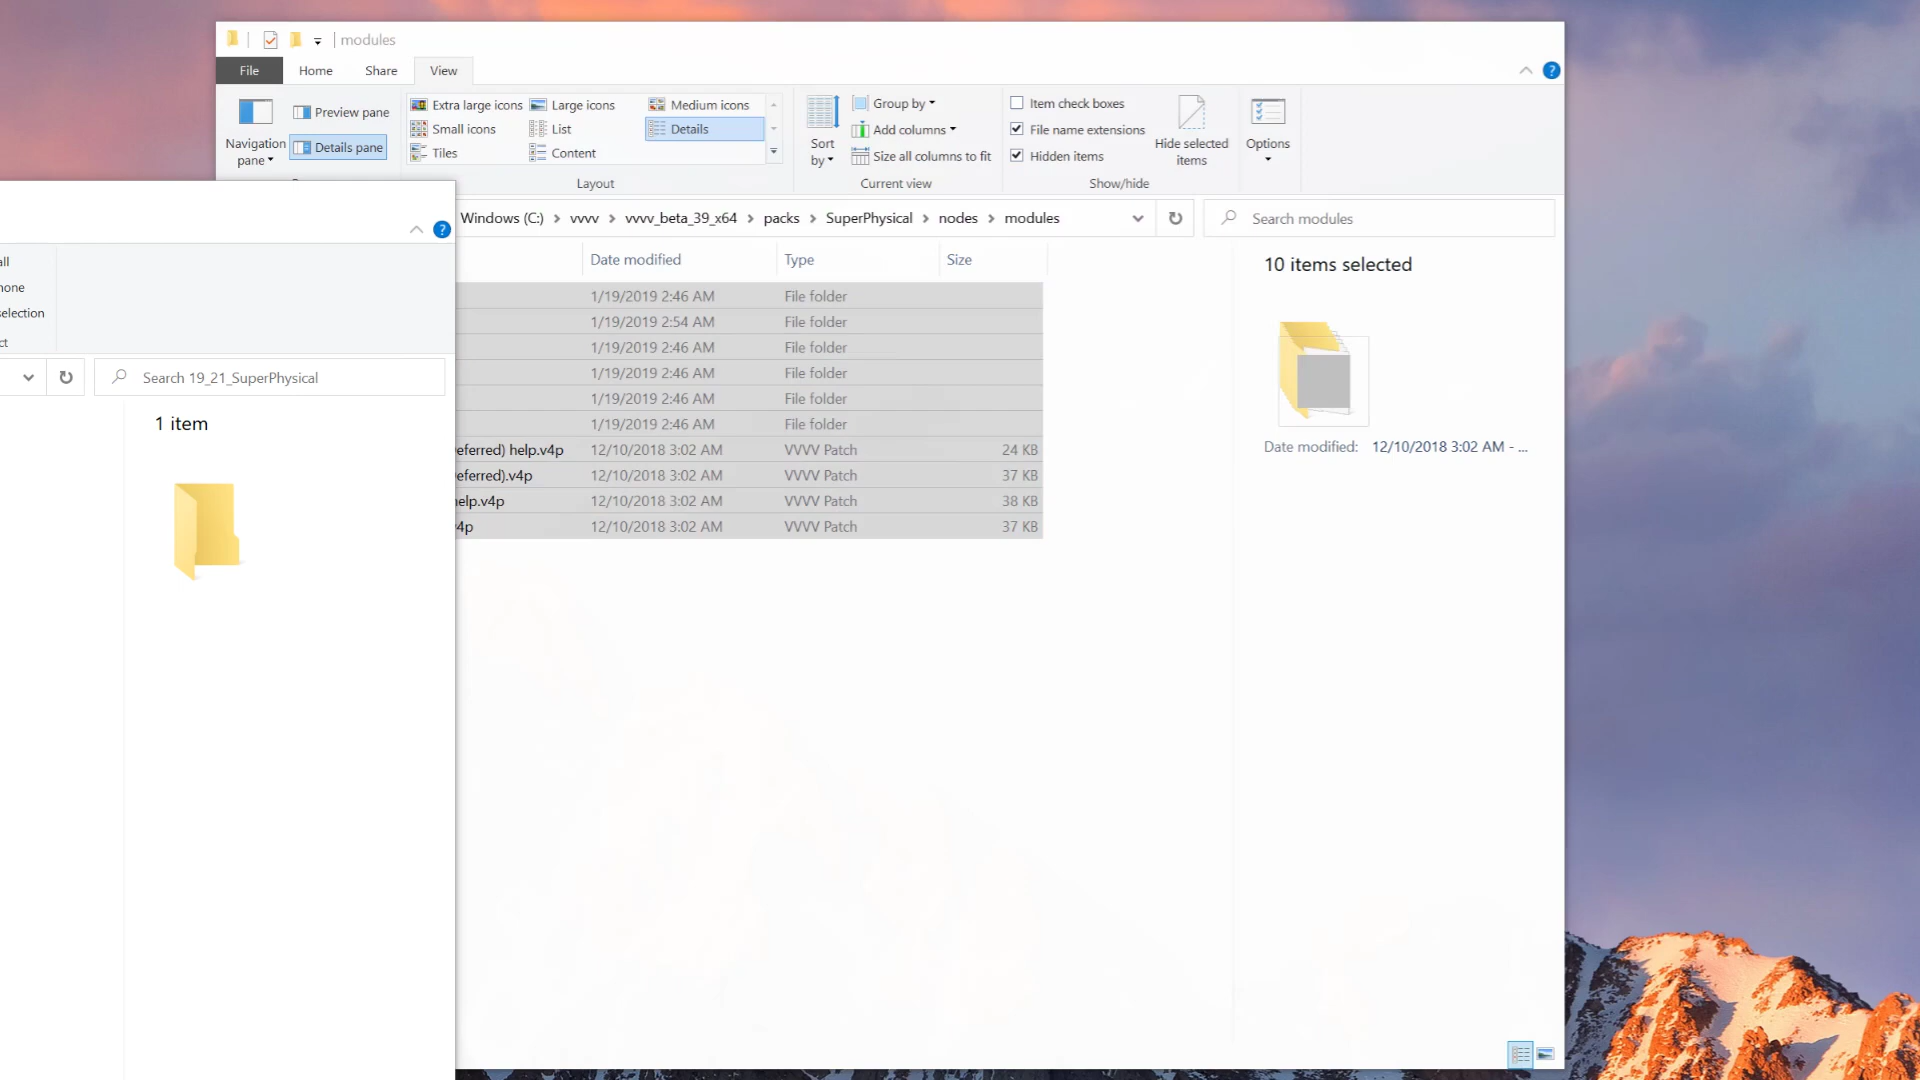 modules
File Home Share View
Navigation pane
Preview pane
Details pane
Extra large icons Large icons Medium icons
Small icons List Details
Tiles Content
Layout
Sort by
Group by
Add columns
Size all columns to fit
Current view
Item check boxes
File name extensions
Hidden items
Hide selected items
Show/hide
Options
Windows (C:) vvvv vvvv_beta_39_x64 packs SuperPhysical nodes modules
Search modules
Date modified Type Size
1/19/2019 2:46 AM File folder
1/19/2019 2:54 AM File folder
1/19/2019 2:46 AM File folder
1/19/2019 2:46 AM File folder
1/19/2019 2:46 AM File folder
1/19/2019 2:46 AM File folder
eferred) help.v4p 12/10/2018 3:02 AM VVVV Patch 24 KB
eferred).v4p 12/10/2018 3:02 AM VVVV Patch 37 KB
help.v4p 12/10/2018 3:02 AM VVVV Patch 38 KB
v4p 12/10/2018 3:02 AM VVVV Patch 37 KB
10 items selected
Date modified: 12/10/2018 3:02 AM - ...
all
none
selection
ct
Search 19_21_SuperPhysical
1 item